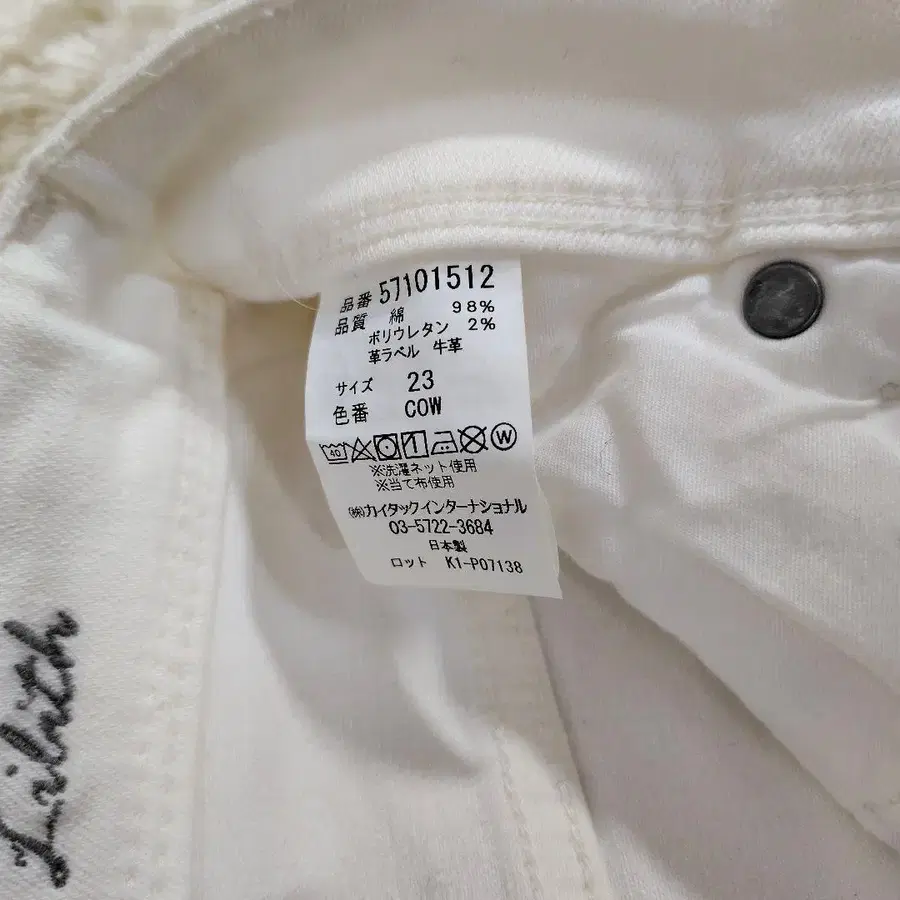 品番 57101512
品質 綿 98%
ポリウレタン 2%
革ラベル 牛革
サイズ 23
色番 COW
40 W
※洗濯ネット使用
※当て布使用
㈱カイタックインターナショナル
03-5722-3684
日本製
ロット K1-P07138
Lilith